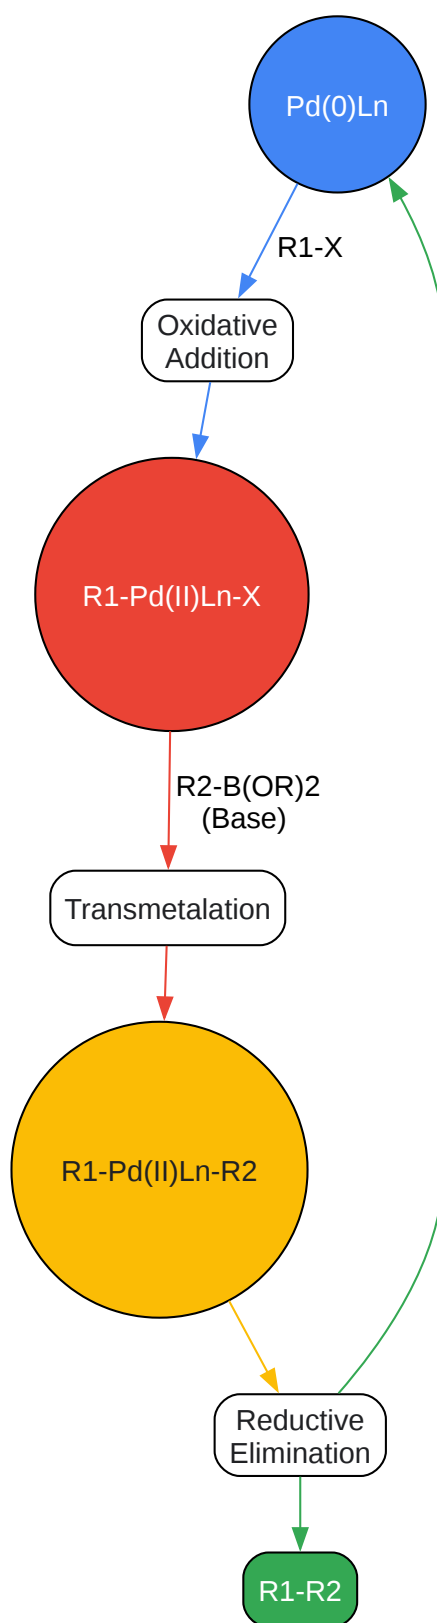 Pd(0)Ln
R1-X
Oxidative
Addition
R1-Pd(II)Ln-X
R2-B(OR)2
(Base)
Transmetalation
R1-Pd(II)Ln-R2
Reductive
Elimination
R1-R2